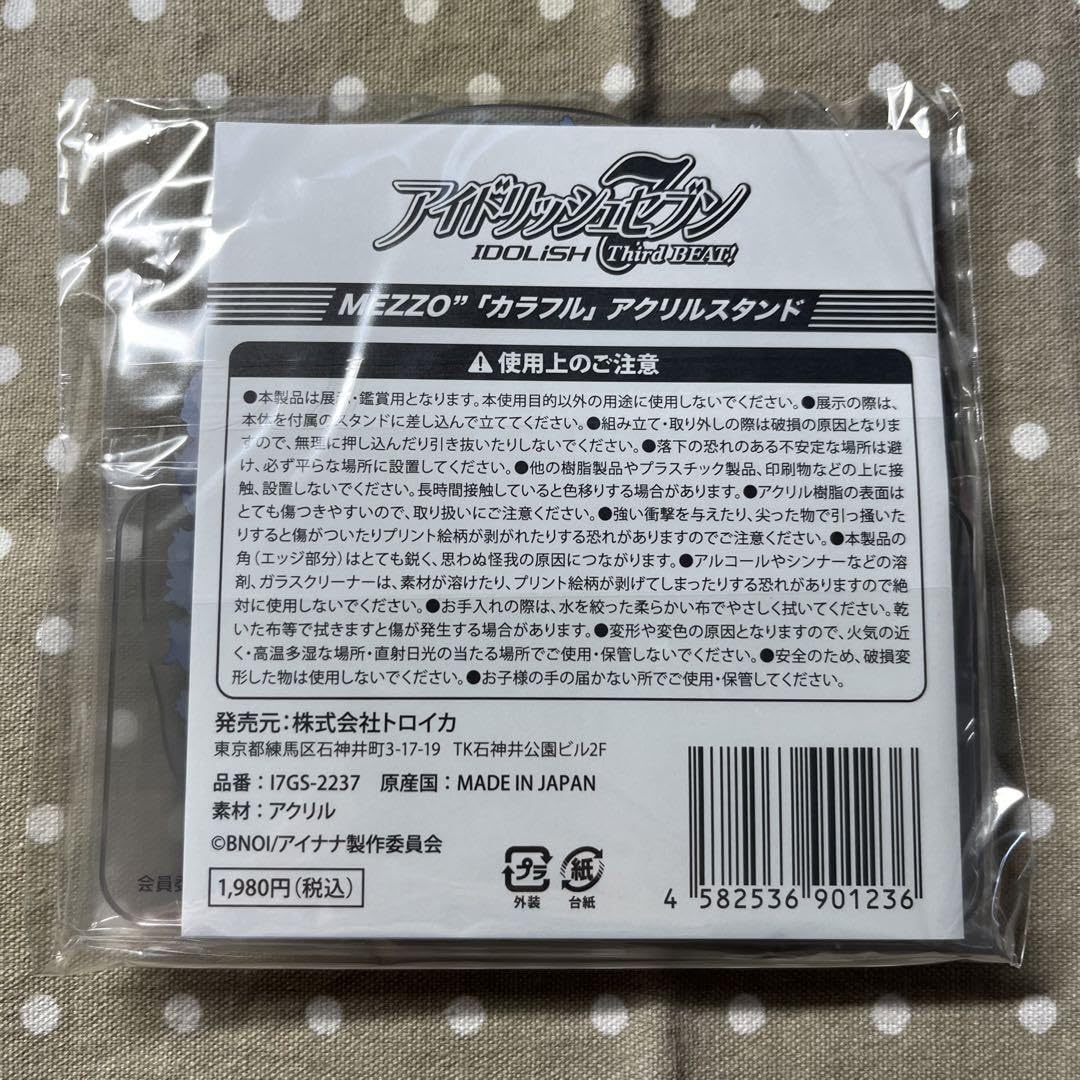 アイドリッシュセブン
IDOLiSH 7 Third BEAT!
MEZZO”「カラフル」アクリルスタンド
使用上のご注意
●本製品は展示・鑑賞用となります。本使用目的以外の用途に使用しないでください。●展示の際は、
本体を付属のスタンドに差し込んで立ててください。●組み立て・取り外しの際は破損の原因となりま
すので、無理に押し込んだり引き抜いたりしないでください。●落下の恐れのある不安定な場所は避
け、必ず平らな場所に設置してください。●他の樹脂製品やプラスチック製品、印刷物などの上に接
触、設置しないでください。長時間接触していると色移りする場合があります。●アクリル樹脂の表面は
とても傷つきやすいので、取り扱いにご注意ください。●強い衝撃を与えたり、尖った物で引っ掻いた
りすると傷がついたりプリント絵柄が剥がれたりする恐れがありますのでご注意ください。●本製品の
角（エッジ部分）はとても鋭く、思わぬ怪我の原因につながります。●アルコールやシンナーなどの溶
剤、ガラスクリーナーは、素材が溶けたり、プリント絵柄が剥げてしまったりする恐れがありますので絶
対に使用しないでください。●お手入れの際は、水を絞った柔らかい布でやさしく拭いてください。乾
いた布等で拭きますと傷が発生する場合があります。●変形や変色の原因となりますので、火気の近
く・高温多湿な場所・直射日光の当たる場所でご使用・保管しないでください。●安全のため、破損変
形した物は使用しないでください。●お子様の手の届かない所でご使用・保管してください。
発売元：株式会社トロイカ
東京都練馬区石神井町3-17-19 TK石神井公園ビル2F
品番：I7GS-2237 原産国：MADE IN JAPAN
素材：アクリル
©BNOI/アイナナ製作委員会
1,980円（税込）
プラ 外装
紙 台紙
4 582536 901236
会員